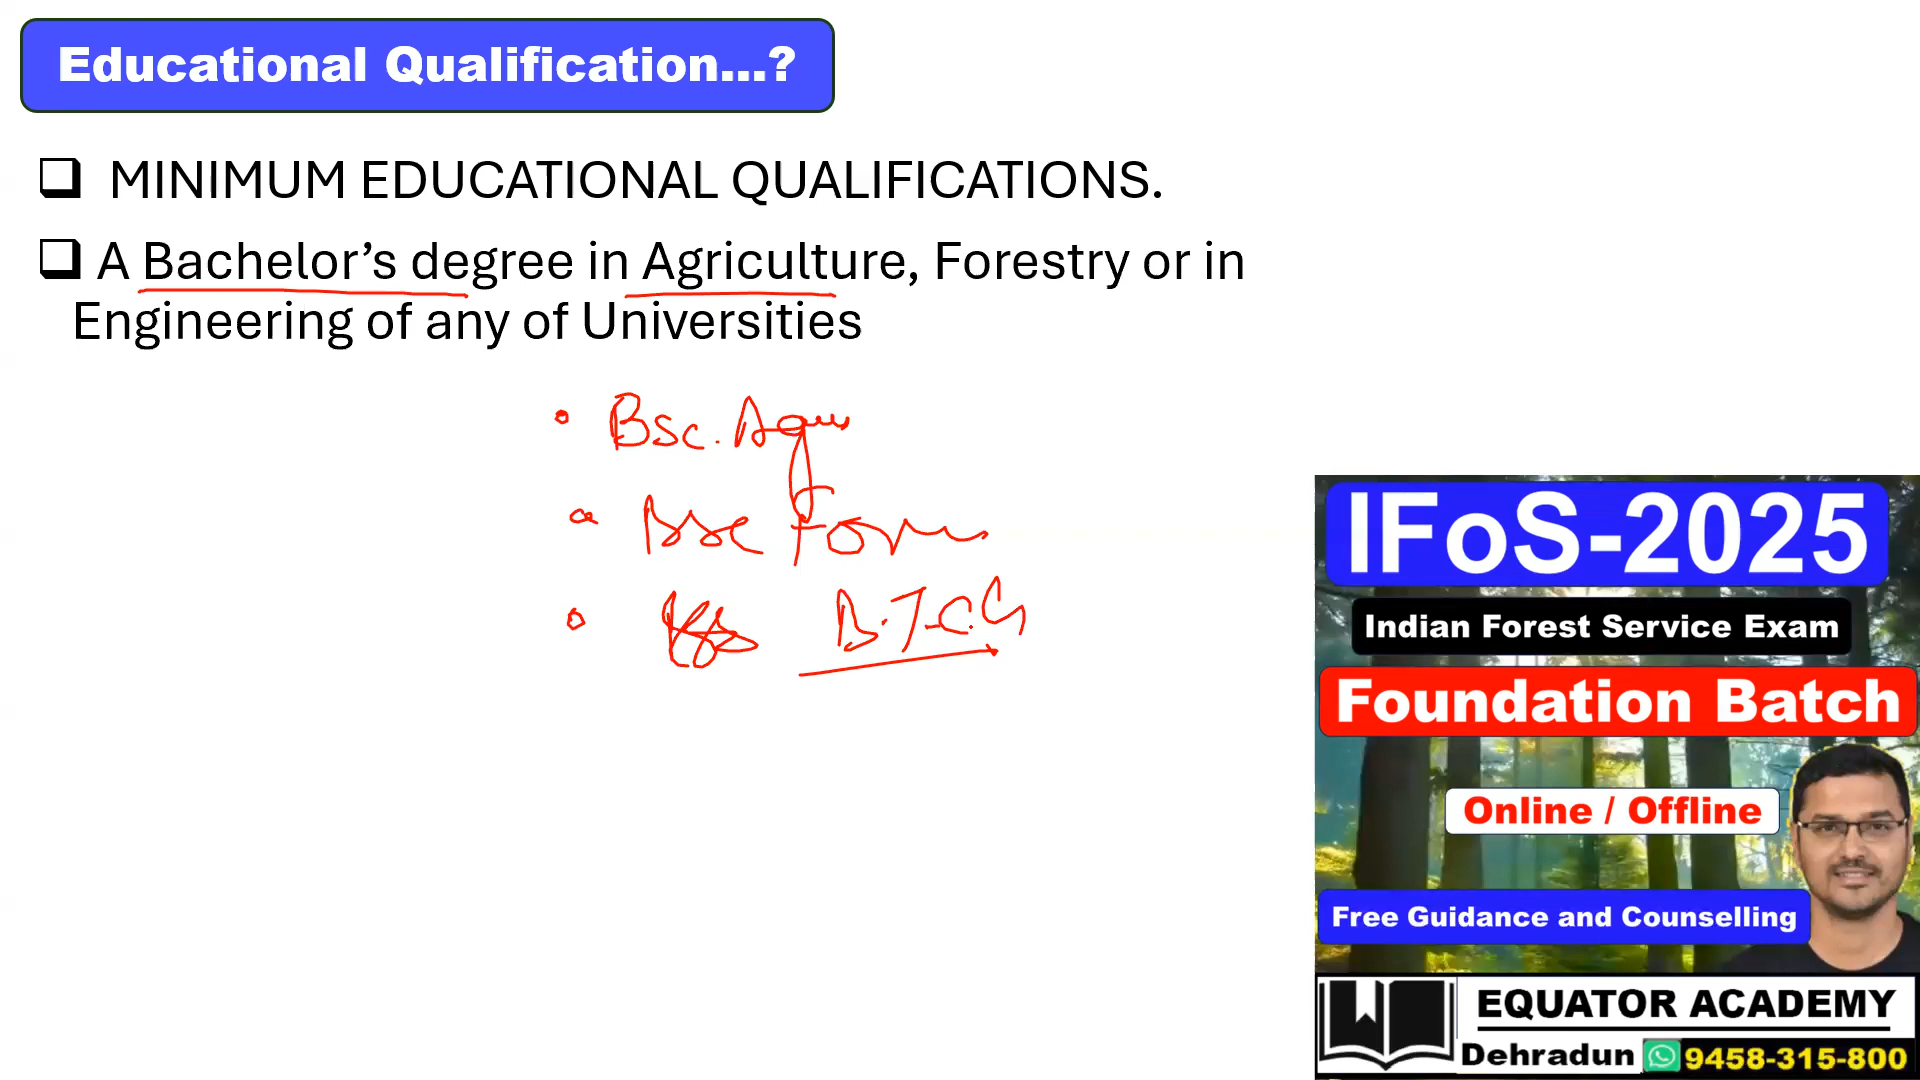 Educational Qualification...?
❑ MINIMUM EDUCATIONAL QUALIFICATIONS.
❑ A Bachelor’s degree in Agriculture, Forestry or in
Engineering of any of Universities
• Bsc. Agri
• Bsc Fore
• B.Tech
IFoS-2025
Indian Forest Service Exam
Foundation Batch
Online / Offline
Free Guidance and Counselling
EQUATOR ACADEMY
Dehradun 9458-315-800